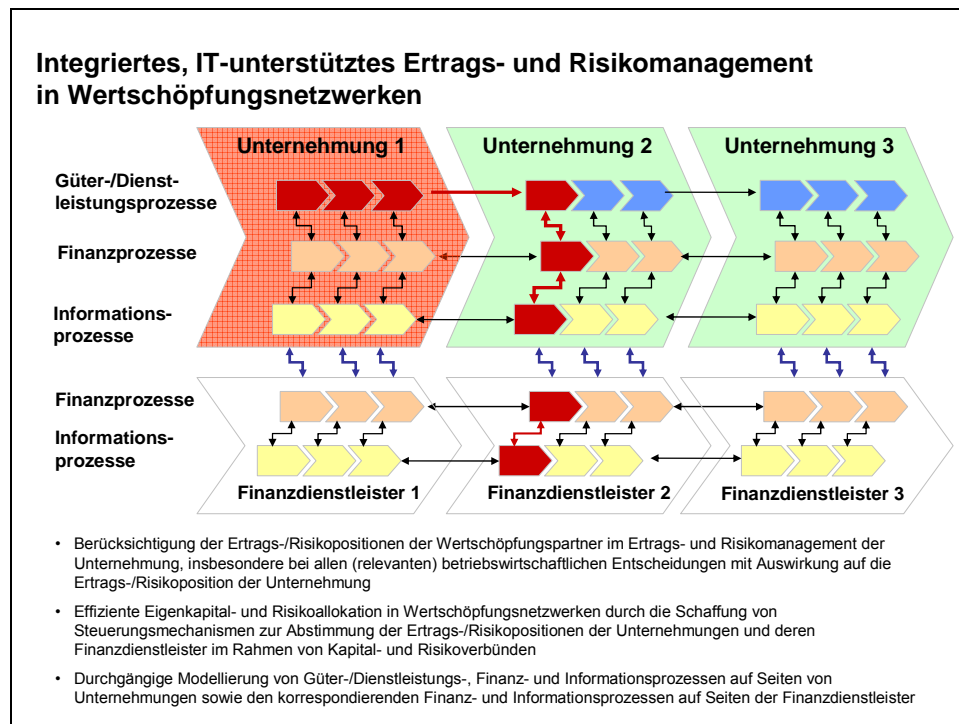 Integriertes, IT-unterstütztes Ertrags- und Risikomanagement
in Wertschöpfungsnetzwerken
Unternehmung 1
Unternehmung 2
Unternehmung 3
Güter-/Dienst-
leistungsprozesse
Finanzprozesse
Informations-
prozesse
Finanzprozesse
Informations-
prozesse
Finanzdienstleister 1
Finanzdienstleister 2
Finanzdienstleister 3
• Berücksichtigung der Ertrags-/Risikopositionen der Wertschöpfungspartner im Ertrags- und Risikomanagement der
Unternehmung, insbesondere bei allen (relevanten) betriebswirtschaftlichen Entscheidungen mit Auswirkung auf die
Ertrags-/Risikoposition der Unternehmung
• Effiziente Eigenkapital- und Risikoallokation in Wertschöpfungsnetzwerken durch die Schaffung von
Steuerungsmechanismen zur Abstimmung der Ertrags-/Risikopositionen der Unternehmungen und deren
Finanzdienstleister im Rahmen von Kapital- und Risikoverbünden
• Durchgängige Modellierung von Güter-/Dienstleistungs-, Finanz- und Informationsprozessen auf Seiten von
Unternehmungen sowie den korrespondierenden Finanz- und Informationsprozessen auf Seiten der Finanzdienstleister